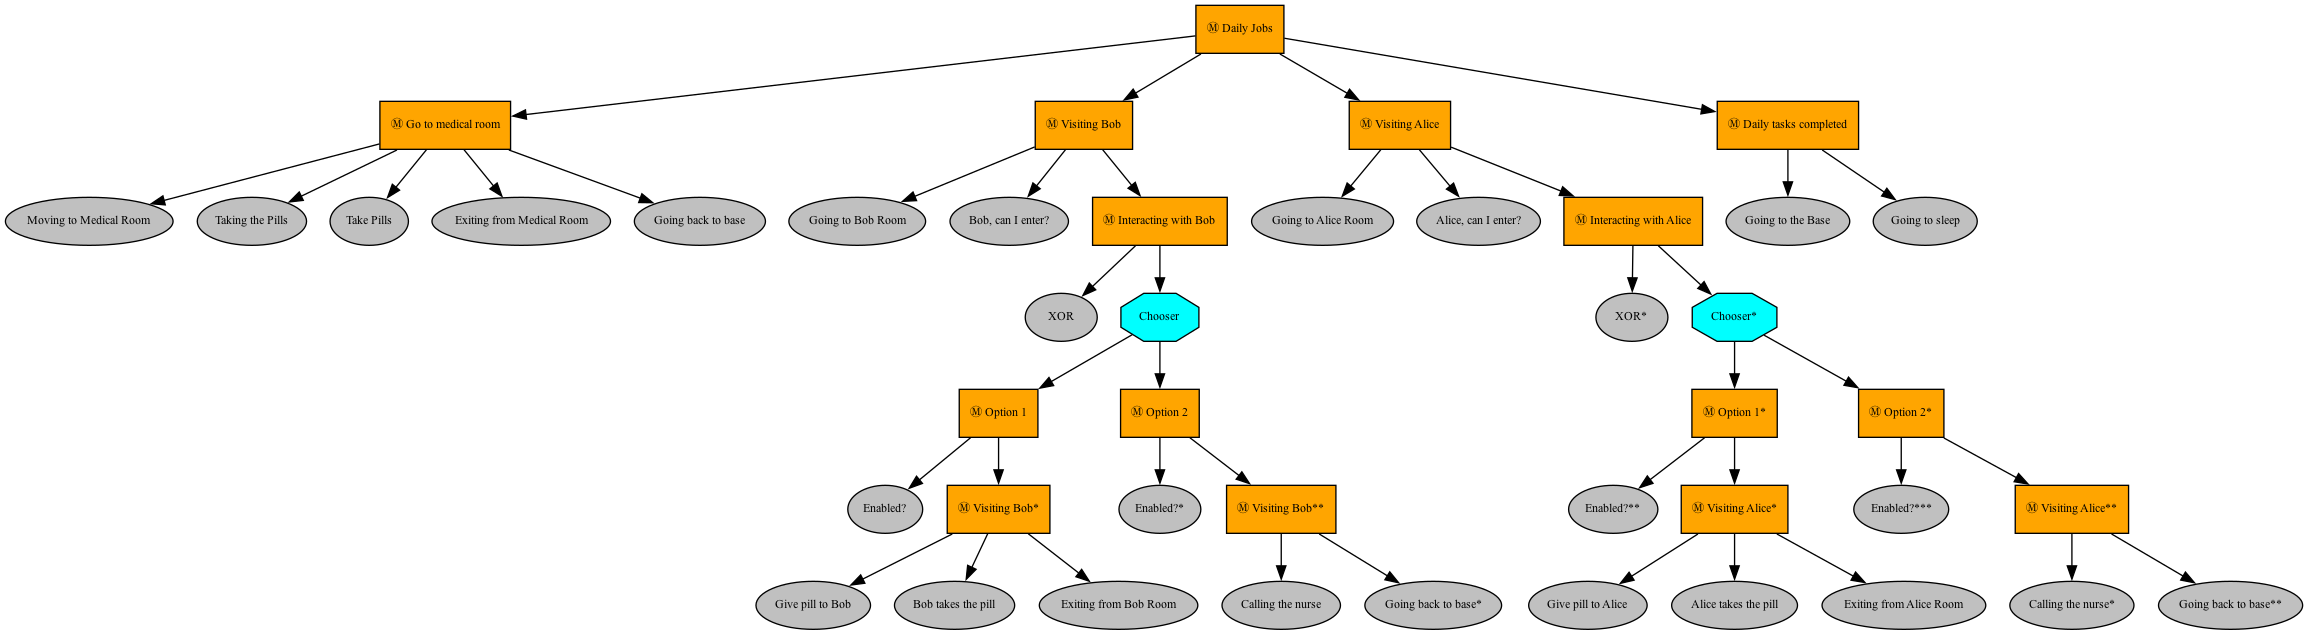 Ⓜ Daily Jobs
Ⓜ Go to medical room
Ⓜ Visiting Bob
Ⓜ Visiting Alice
Ⓜ Daily tasks completed
Moving to Medical Room
Taking the Pills
Take Pills
Exiting from Medical Room
Going back to base
Going to Bob Room
Bob, can I enter?
Ⓜ Interacting with Bob
Going to Alice Room
Alice, can I enter?
Ⓜ Interacting with Alice
Going to the Base
Going to sleep
XOR
Chooser
XOR*
Chooser*
Ⓜ Option 1
Ⓜ Option 2
Ⓜ Option 1*
Ⓜ Option 2*
Enabled?
Ⓜ Visiting Bob*
Enabled?*
Ⓜ Visiting Bob**
Enabled?**
Ⓜ Visiting Alice*
Enabled?***
Ⓜ Visiting Alice**
Give pill to Bob
Bob takes the pill
Exiting from Bob Room
Calling the nurse
Going back to base*
Give pill to Alice
Alice takes the pill
Exiting from Alice Room
Calling the nurse*
Going back to base**